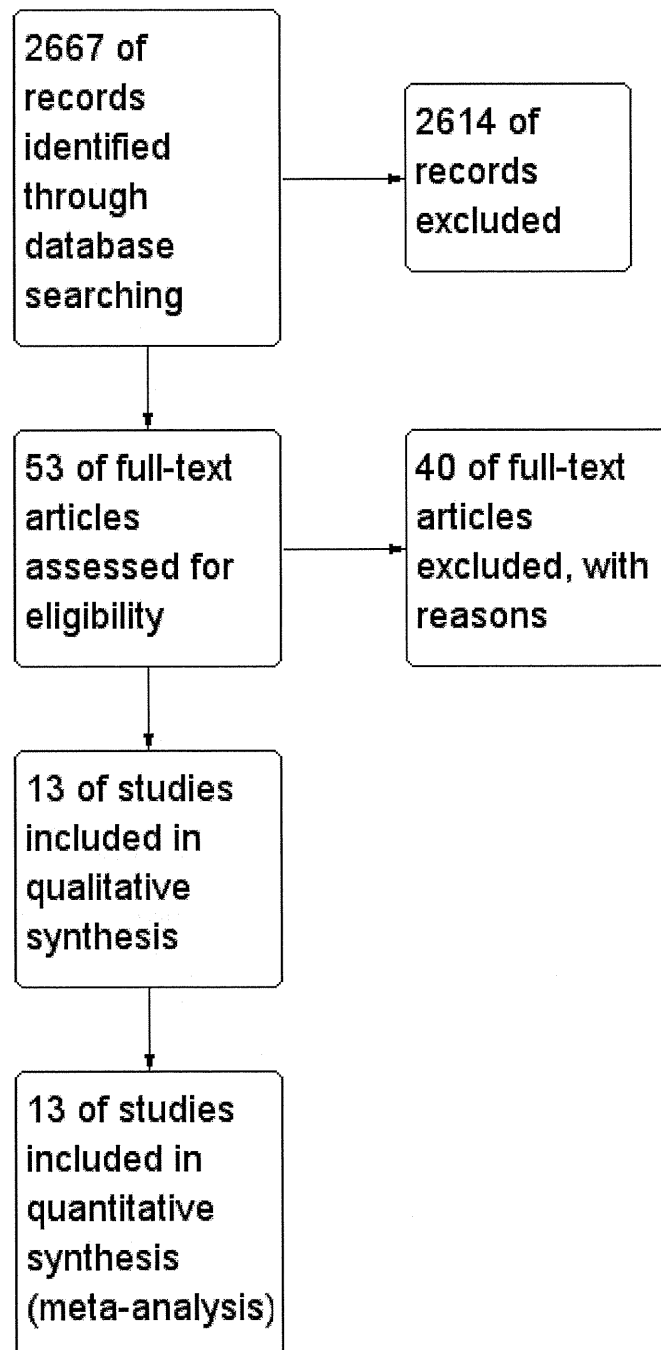 2667 of
records
identified
through
database
searching
2614 of
records
excluded
53 of full-text
articles
assessed for
eligibility
40 of full-text
articles
excluded, with
reasons
13 of studies
included in
qualitative
synthesis
13 of studies
included in
quantitative
synthesis
(meta-analysis)